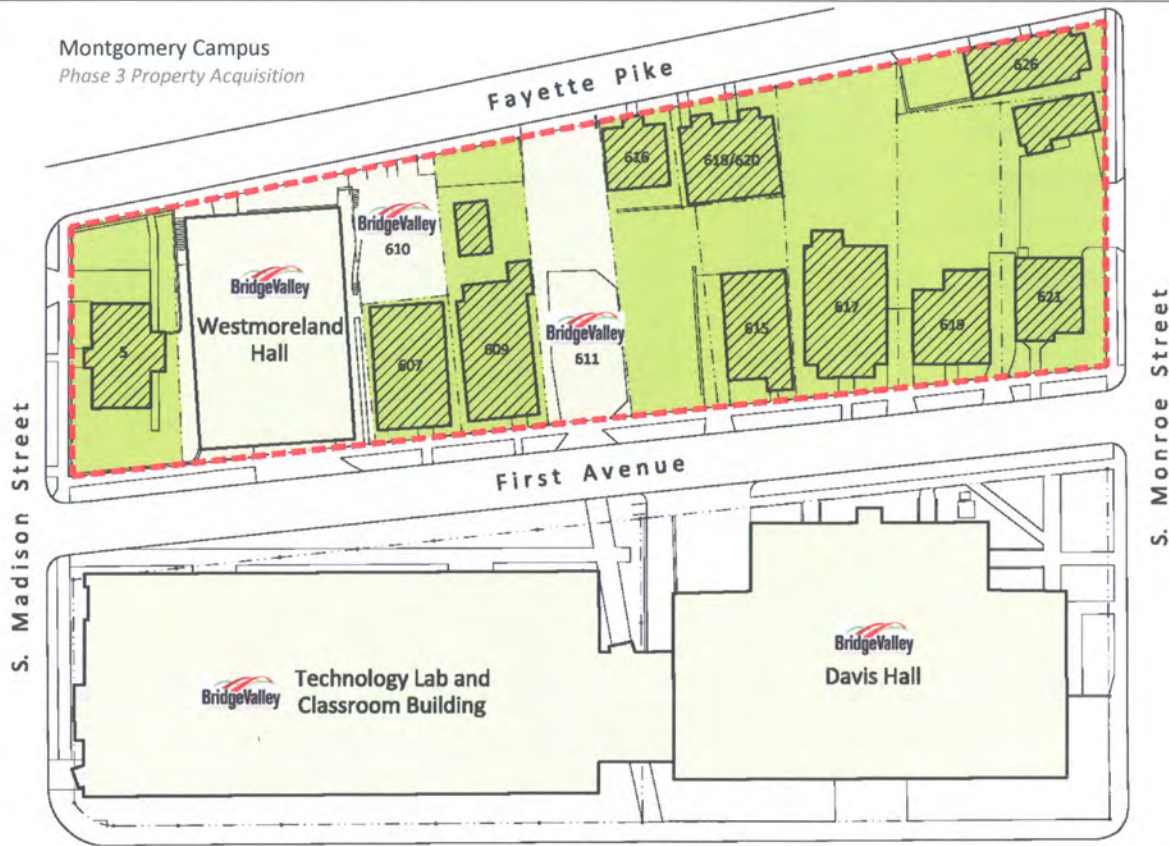 Montgomery Campus
Phase 3 Property Acquisition
Fayette Pike
626
616
618/620
BridgeValley
610
BridgeValley
Westmoreland
Hall
5
607
609
BridgeValley
611
615
617
619
621
S. Madison Street
S. Monroe Street
First Avenue
BridgeValley
Technology Lab and
Classroom Building
BridgeValley
Davis Hall